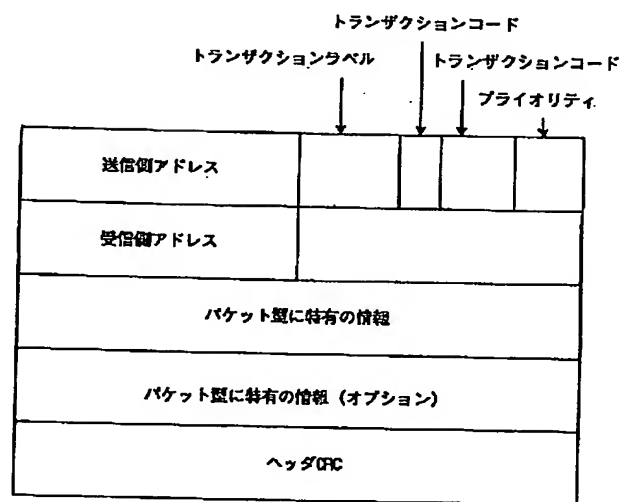 トランザクションコード
トランザクションラベル
トランザクションコード
プライオリティ
送信側アドレス
受信側アドレス
パケット型に特有の情報
パケット型に特有の情報（オプション）
ヘッダCRC